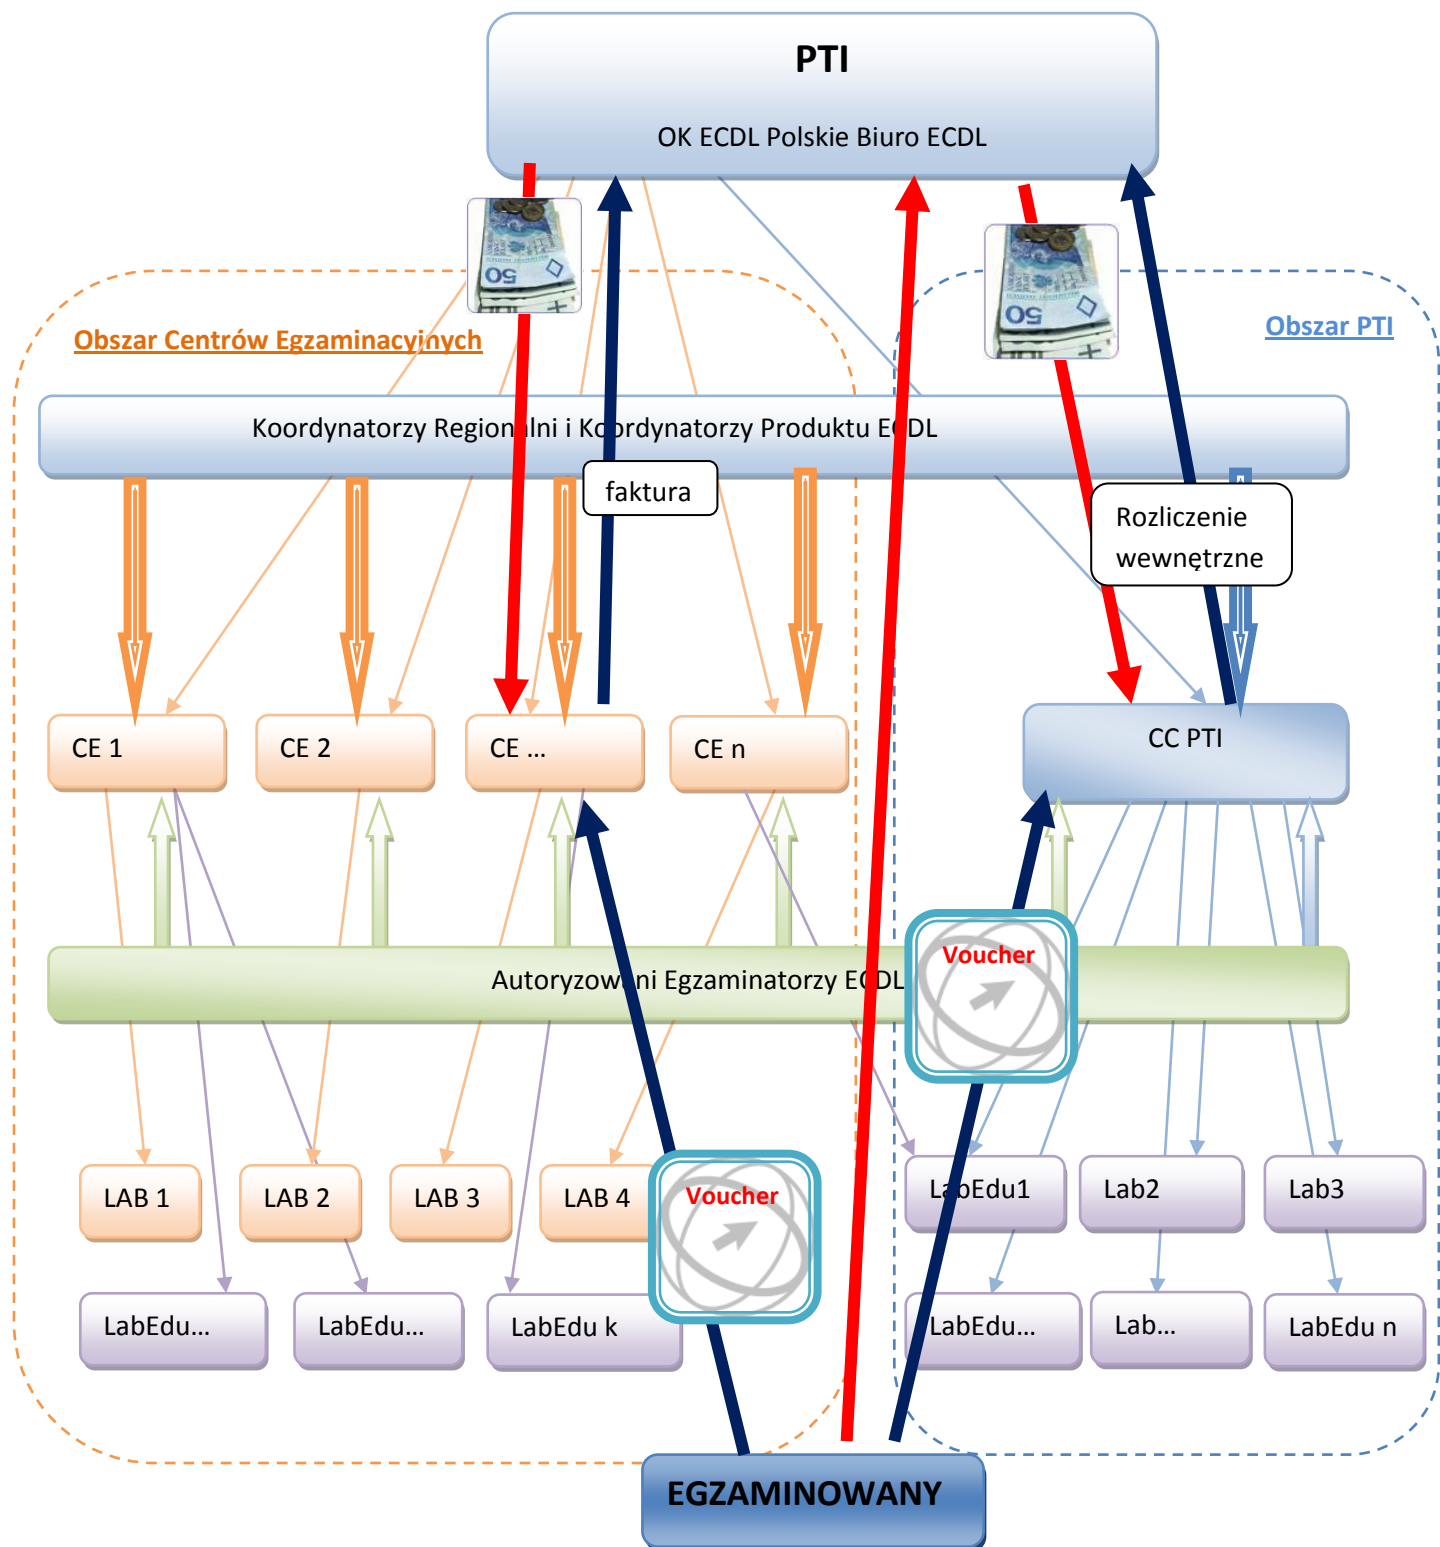 PTI
OK ECDL Polskie Biuro ECDL
50
50
Obszar Centrów Egzaminacyjnych
Obszar PTI
Koordynatorzy Regionalni i Koordynatorzy Produktu ECDL
faktura
Rozliczenie
wewnętrzne
CE 1
CE 2
CE ...
CE n
CC PTI
Autoryzowani Egzaminatorzy ECDL
Voucher
LAB 1
LAB 2
LAB 3
LAB 4
Voucher
LabEdu1
Lab2
Lab3
LabEdu...
LabEdu...
LabEdu k
LabEdu...
Lab...
LabEdu n
EGZAMINOWANY